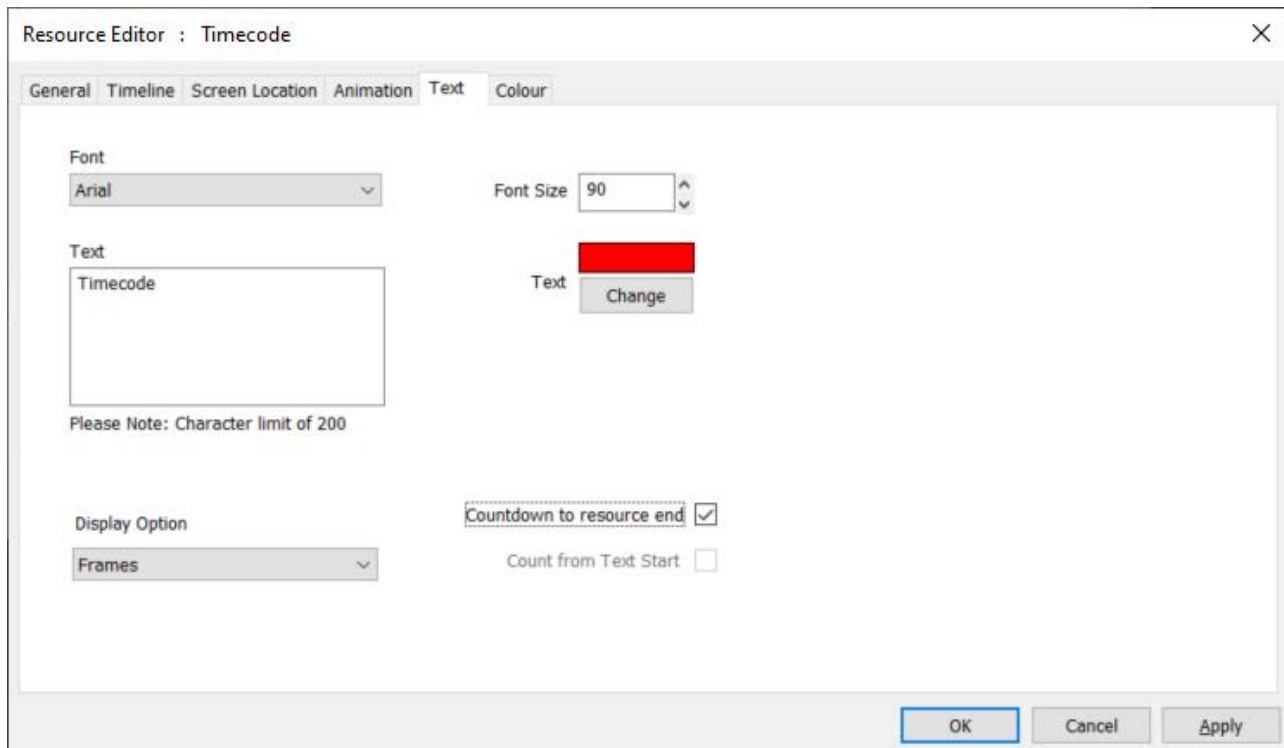 Resource Editor : Timecode
General Timeline Screen Location Animation Text Colour
Font
Arial
Font Size 90
Text
Timecode
Text
Change
Please Note: Character limit of 200
Display Option
Frames
Countdown to resource end
Count from Text Start
OK Cancel Apply